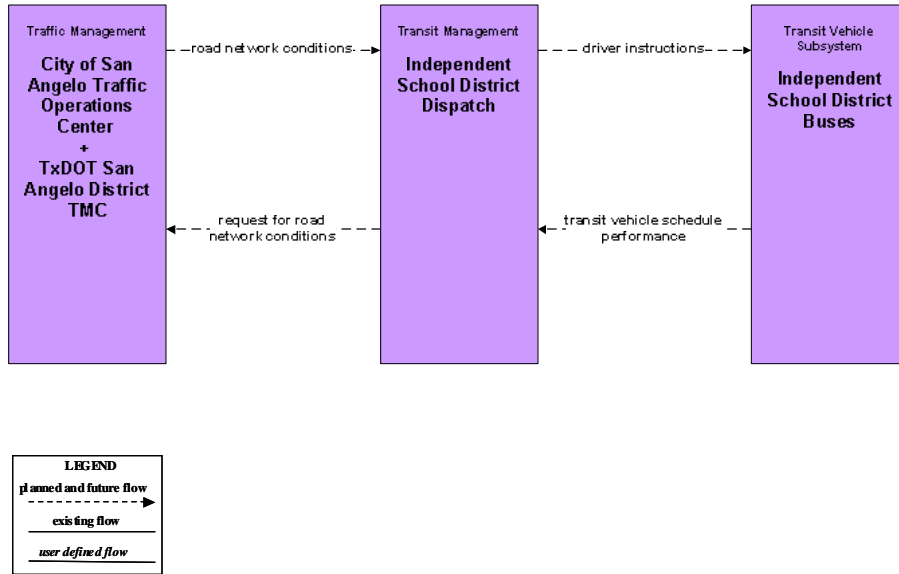 Traffic Management
City of San
Angelo Traffic
Operations
Center
+
TxDOT San
Angelo District
TMC
road network conditions
request for road
network conditions
Transit Management
Independent
School District
Dispatch
driver instructions
transit vehicle schedule
performance
Transit Vehicle
Subsystem
Independent
School District
Buses
LEGEND
planned and future flow
existing flow
user defined flow